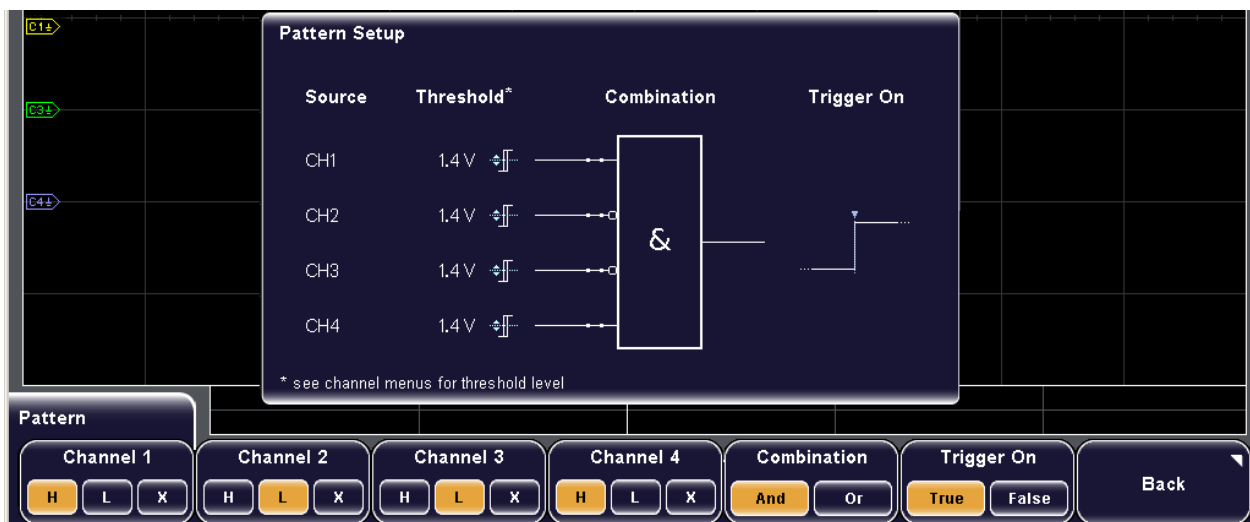 C1
Pattern Setup
Source Threshold* Combination Trigger On
C3
CH1 1.4 V
C4
CH2 1.4 V
&
CH3 1.4 V
CH4 1.4 V
* see channel menus for threshold level
Pattern
Channel 1 Channel 2 Channel 3 Channel 4 Combination Trigger On
H L X H L X H L X H L X And Or True False Back